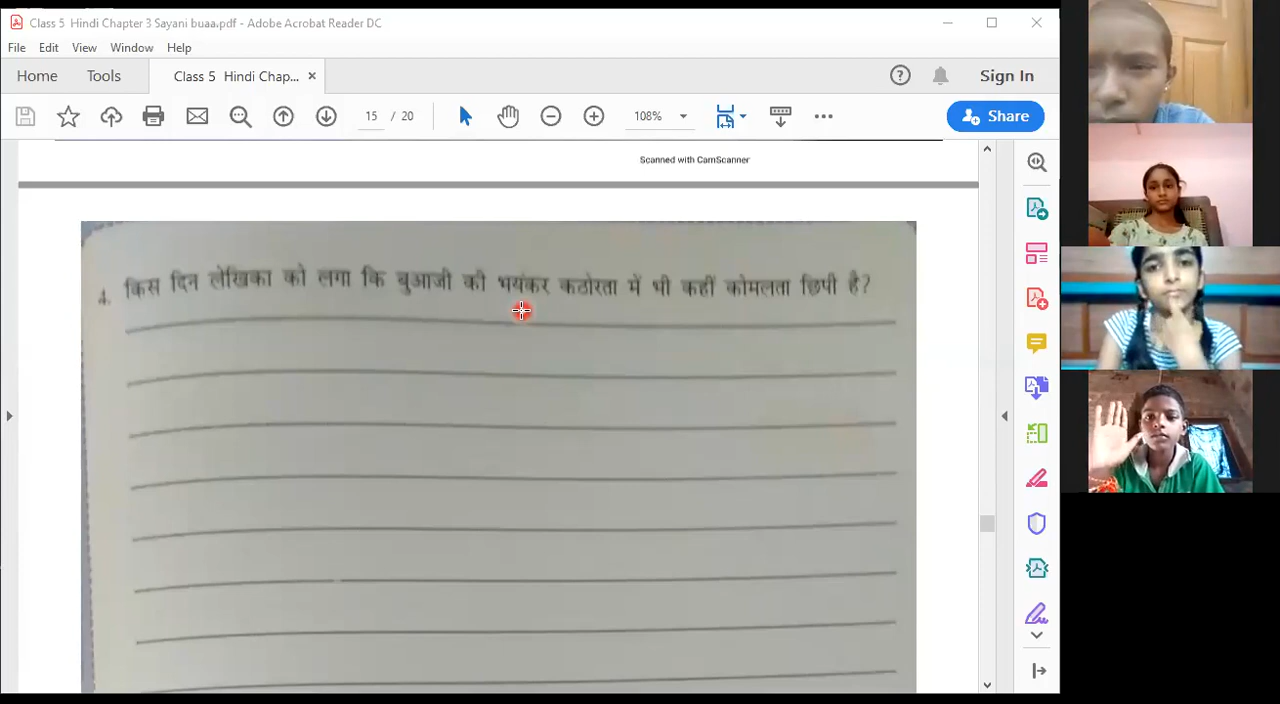 Class 5 Hindi Chapter 3 Sayani buaa.pdf - Adobe Acrobat Reader DC
File Edit View Window Help
Home Tools Class 5 Hindi Chap... × Sign In
15 / 20 108% Share
Scanned with CamScanner
4. किस दिन लेखिका को लगा कि बुआजी की भयंकर कठोरता में भी कहीं कोमलता छिपी है?